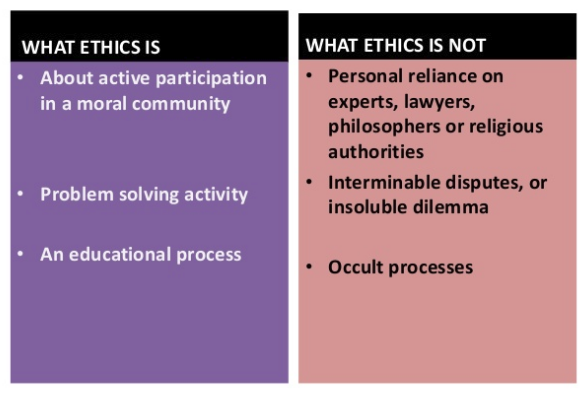 WHAT ETHICS IS
• About active participation
in a moral community
• Problem solving activity
• An educational process
WHAT ETHICS IS NOT
• Personal reliance on
experts, lawyers,
philosophers or religious
authorities
• Interminable disputes, or
insoluble dilemma
• Occult processes